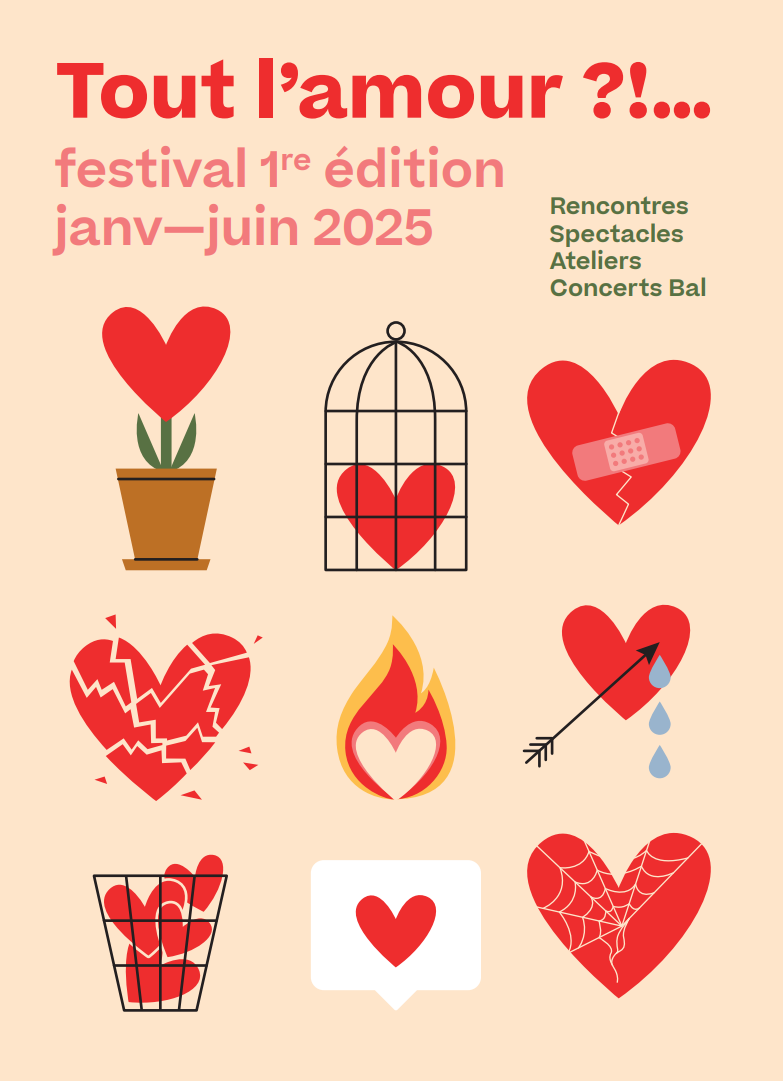 Tout l’amour ?!...
festival 1re édition
janv—juin 2025
Rencontres
Spectacles
Ateliers
Concerts Bal